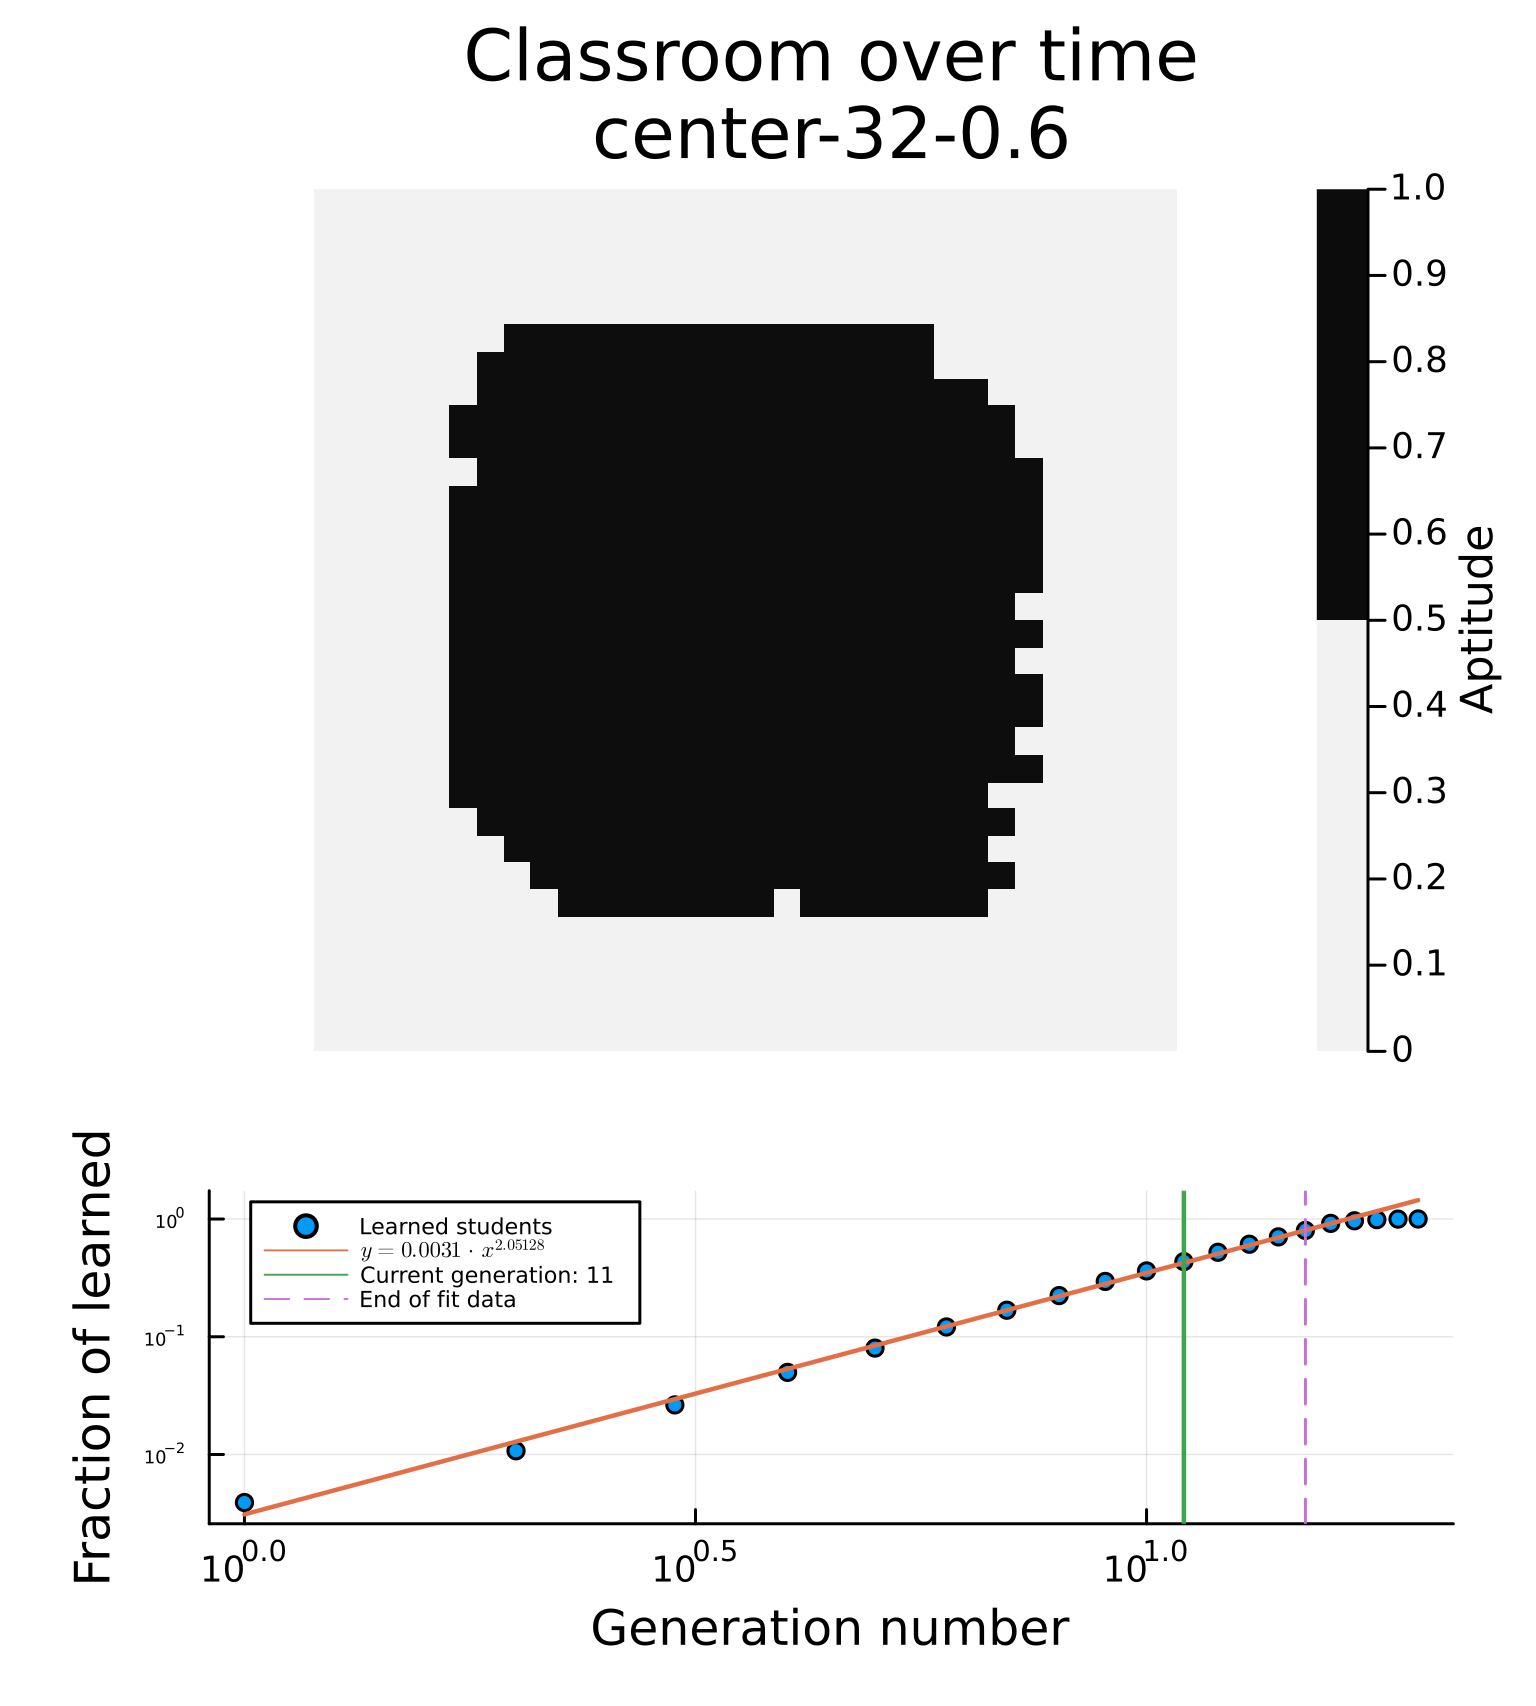 Classroom over time
center-32-0.6
1.0
0.9
0.8
0.7
0.6
0.5
0.4
0.3
0.2
0.1
0
Aptitude
Fraction of learned
10^0
10^−1
10^−2
Learned students
y = 0.0031 · x^2.05128
Current generation: 11
End of fit data
10^0.0
10^0.5
10^1.0
Generation number